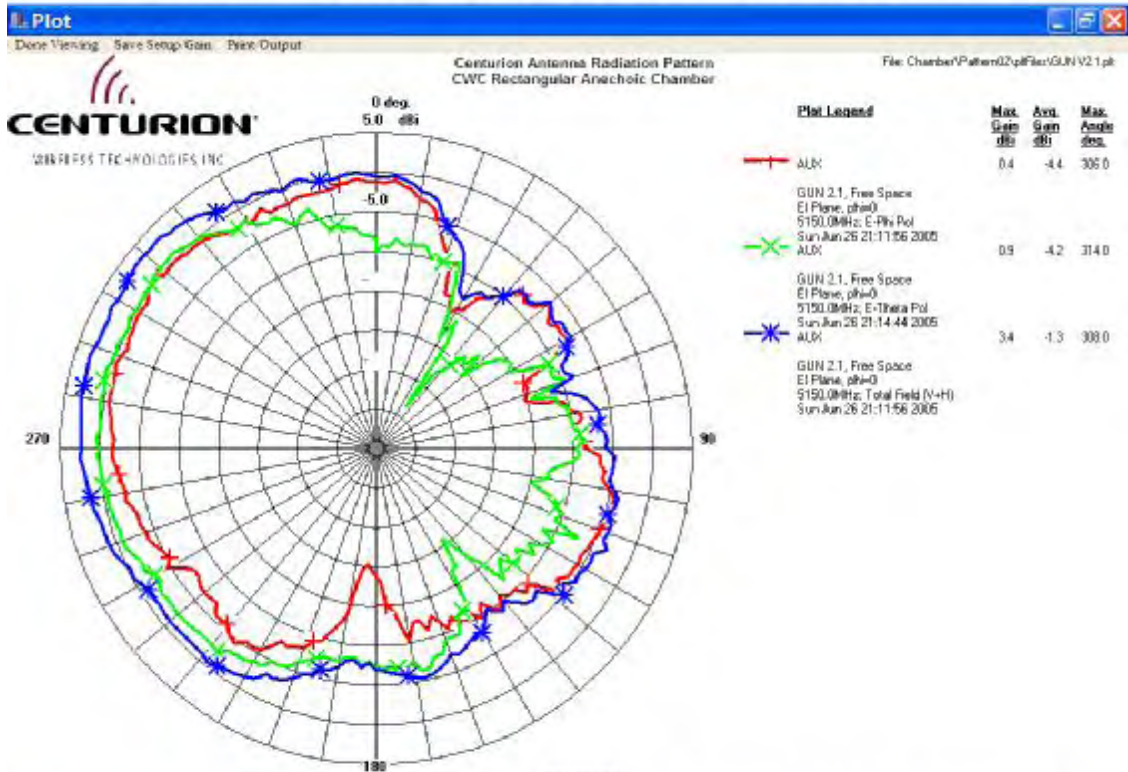 Plot
Done Viewing Save Setup/Gain Print Output
Centurion Antenna Radiation Pattern
CWC Rectangular Anechoic Chamber
File: Chamber\Pattern02\pltFiles\GUN V2 1.plt
CENTURION
WIRELESS TECHNOLOGIES, INC.
0 deg.
5.0 dBi
-5.0
270
90
180
Plot Legend Max. Gain dBi Avg. Gain dBi Max. Angle deg.
AUX 0.4 -4.4 306.0
GUN 2.1, Free Space
El Plane, phi=0
5150.0MHz; E-Phi Pol
Sun Jun 26 21:11:56 2005
AUX 0.9 -4.2 314.0
GUN 2.1, Free Space
El Plane, phi=0
5150.0MHz; E-Theta Pol
Sun Jun 26 21:14:44 2005
AUX 3.4 -1.3 308.0
GUN 2.1, Free Space
El Plane, phi=0
5150.0MHz; Total Field (V+H)
Sun Jun 26 21:11:56 2005